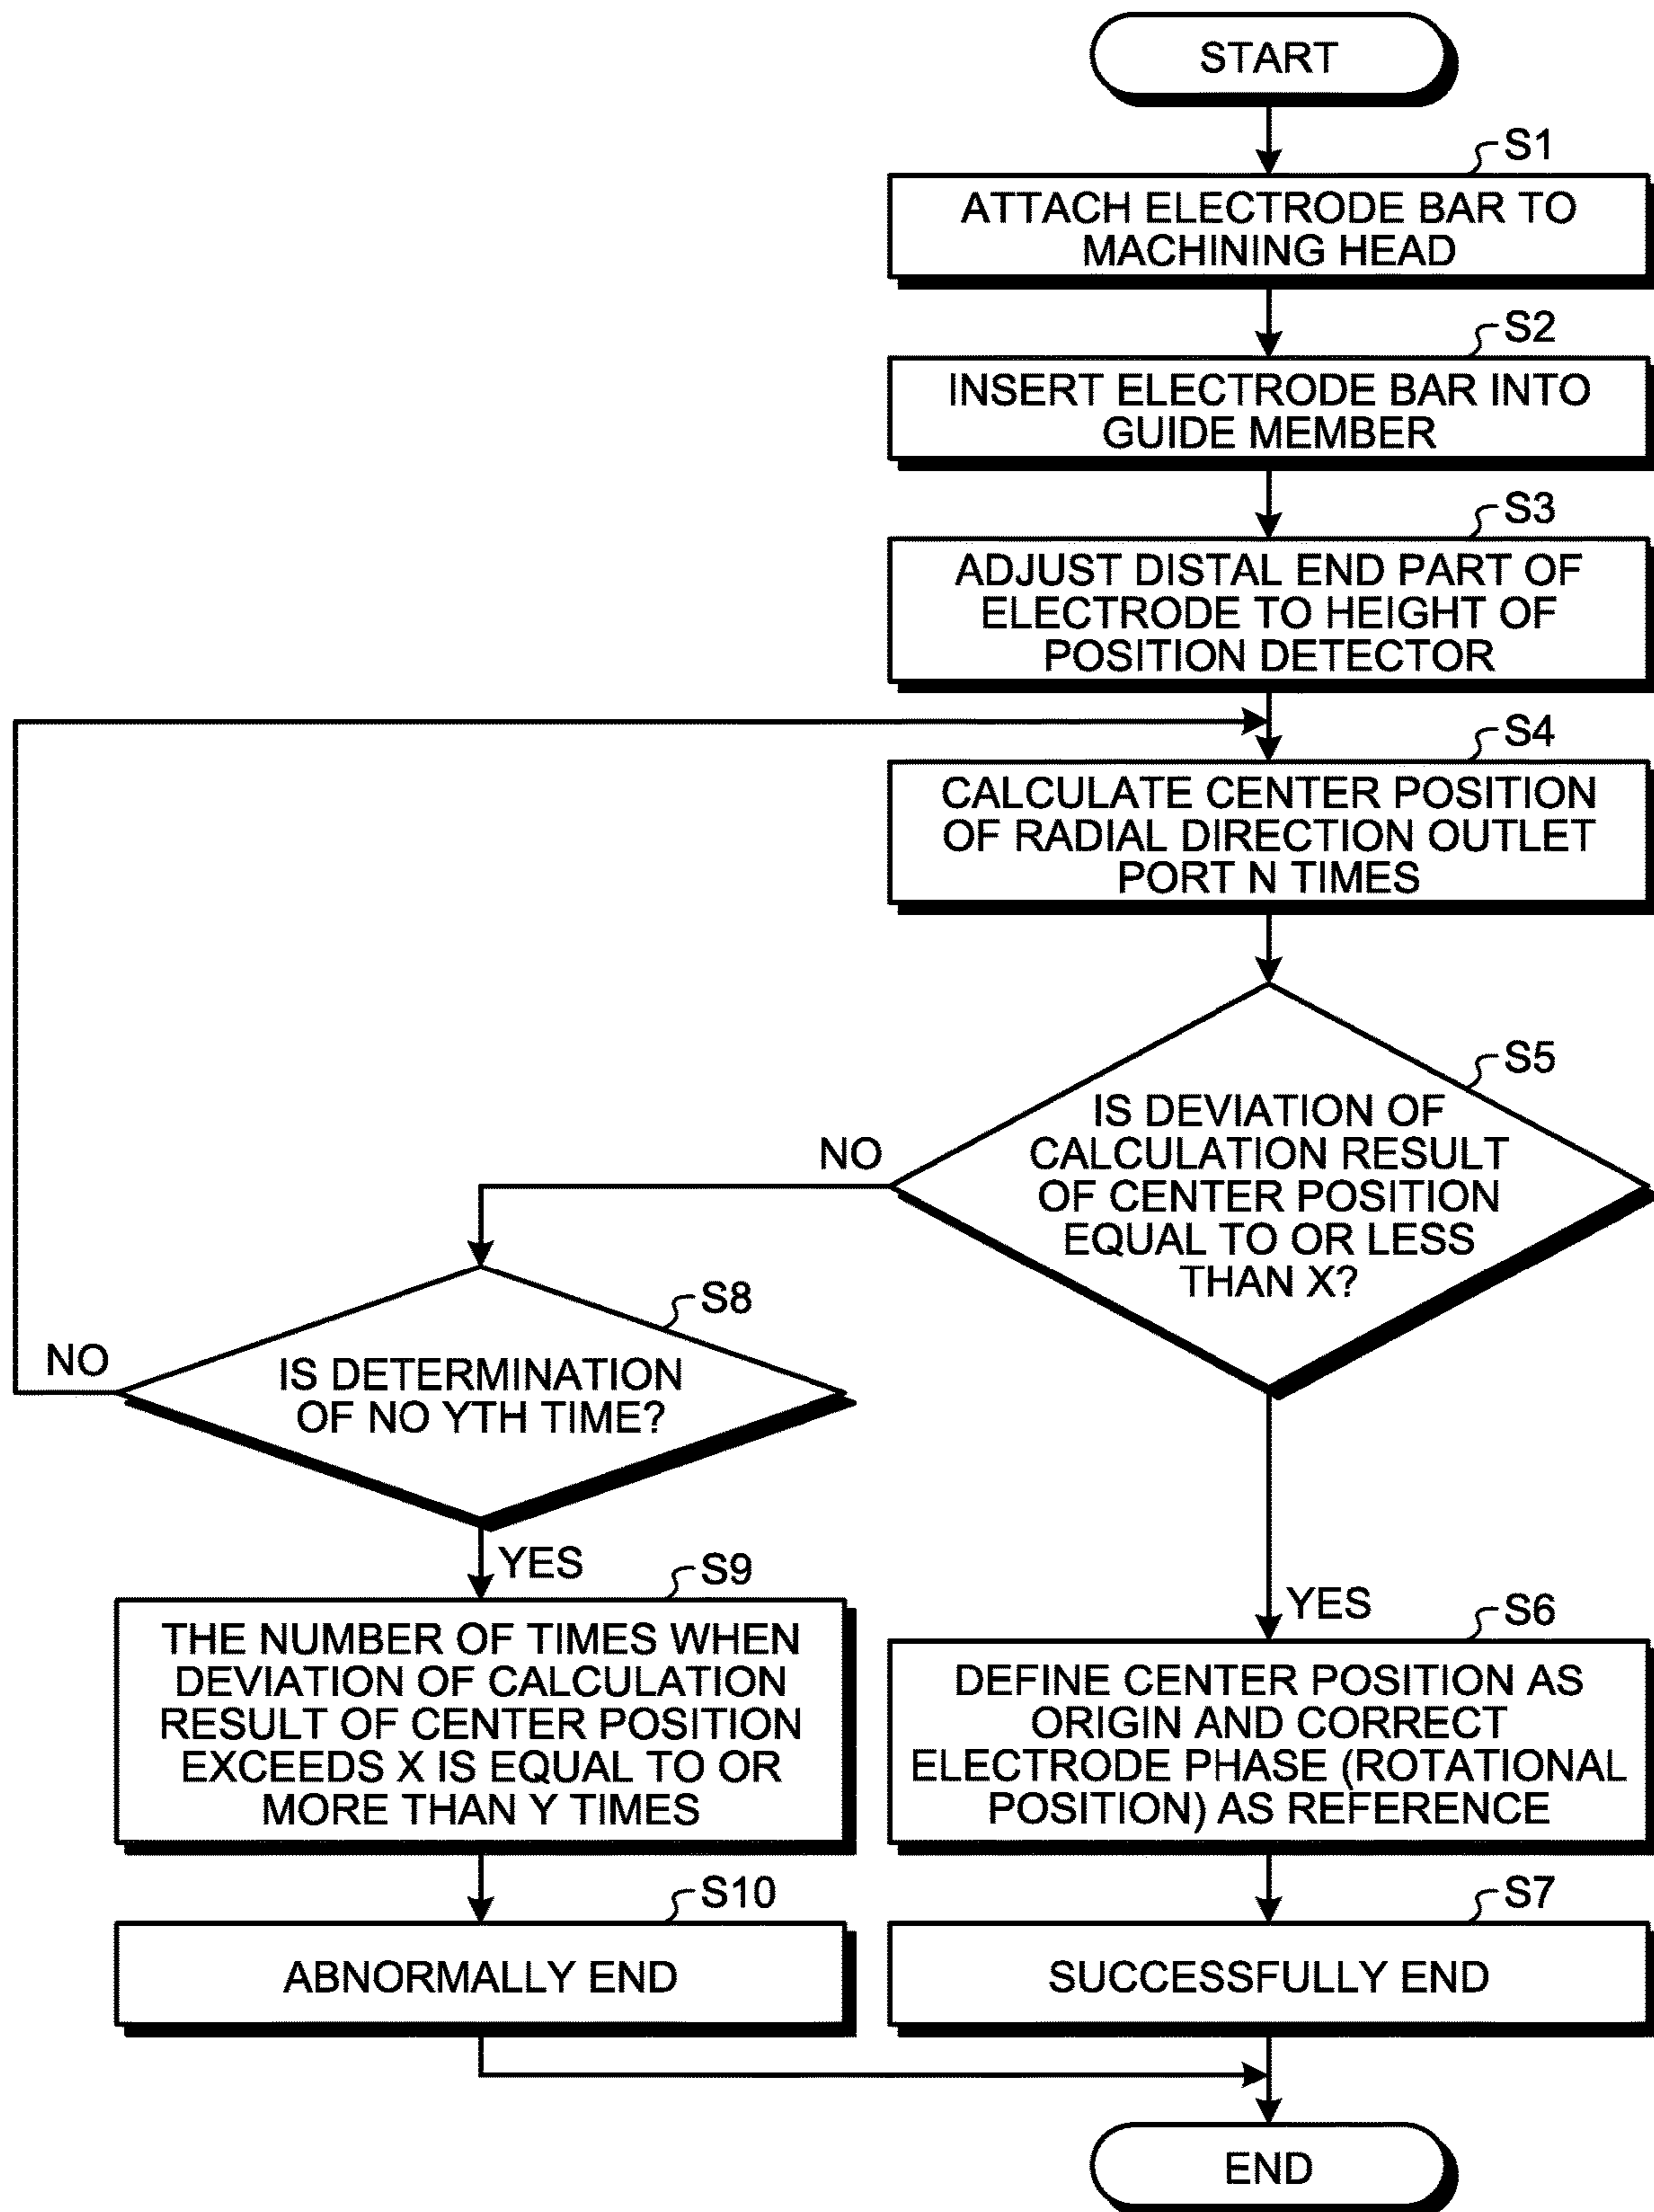 START
S1
ATTACH ELECTRODE BAR TO
MACHINING HEAD
S2
INSERT ELECTRODE BAR INTO
GUIDE MEMBER
S3
ADJUST DISTAL END PART OF
ELECTRODE TO HEIGHT OF
POSITION DETECTOR
S4
CALCULATE CENTER POSITION
OF RADIAL DIRECTION OUTLET
PORT N TIMES
S5
IS DEVIATION OF
CALCULATION RESULT
OF CENTER POSITION
EQUAL TO OR LESS
THAN X?
NO
S8
IS DETERMINATION
OF NO YTH TIME?
NO
YES
S9
THE NUMBER OF TIMES WHEN
DEVIATION OF CALCULATION
RESULT OF CENTER POSITION
EXCEEDS X IS EQUAL TO OR
MORE THAN Y TIMES
S10
ABNORMALLY END
YES
S6
DEFINE CENTER POSITION AS
ORIGIN AND CORRECT
ELECTRODE PHASE (ROTATIONAL
POSITION) AS REFERENCE
S7
SUCCESSFULLY END
END